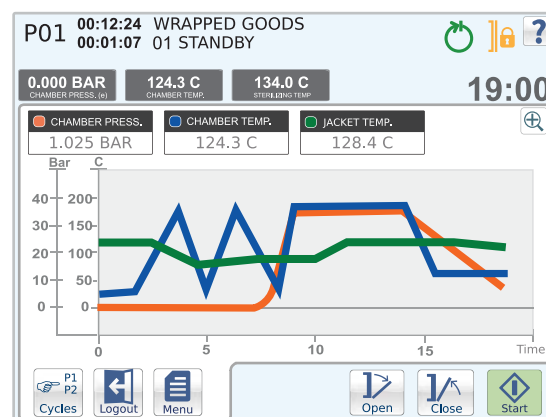 P01 00:12:24 WRAPPED GOODS
00:01:07 01 STANDBY
?
0.000 BAR
CHAMBER PRESS. (e)
124.3 C
CHAMBER TEMP.
134.0 C
STERILIZING TEMP
19:00
CHAMBER PRESS.
1.025 BAR
CHAMBER TEMP.
124.3 C
JACKET TEMP.
128.4 C
Bar C
40 200
30 150
20 100
10 50
0 0
0 5 10 15 Time
P1
P2
Cycles
Logout
Menu
Open
Close
Start